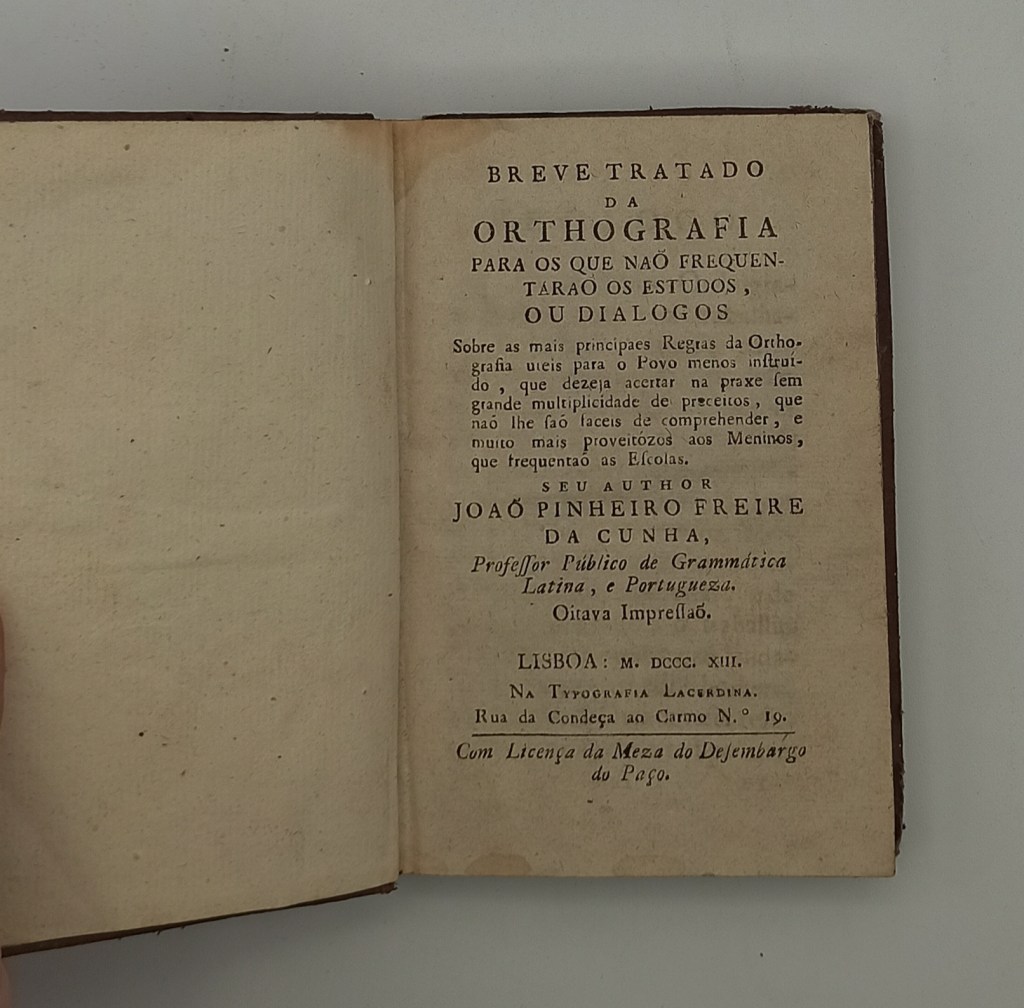 BREVE TRATADO
DA
ORTHOGRAFIA
PARA OS QUE NAÕ FREQUEN-
TARAÕ OS ESTUDOS,
OU DIALOGOS
Sobre as mais principaes Regras da Ortho-
grafia uteis para o Povo menos inſtruí-
do, que dezeja acertar na praxe ſem
grande multiplicidade de preceitos, que
naõ lhe ſaõ faceis de comprehender, e
muito mais proveitózos aos Meninos,
que frequentaõ as Eſcolas.
SEU AUTHOR
JOAÕ PINHEIRO FREIRE
DA CUNHA,
Profeſſor Público de Grammática
Latina, e Portugueza.
Oitava Impreſſaõ.
LISBOA: M. DCCC. XIII.
NA TYPOGRAFIA LACERDINA.
Rua da Condeça ao Carmo N.° 19.
Com Licença da Meza do Deſembargo
do Paço.